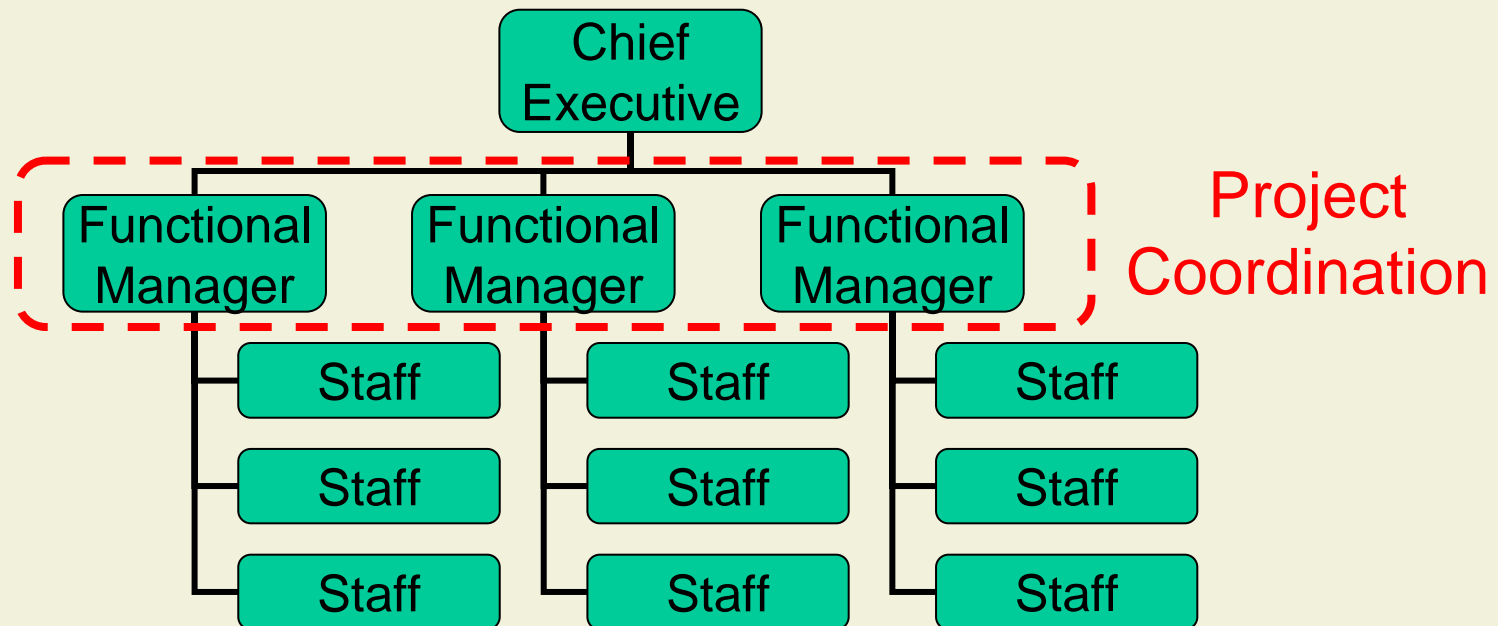 Chief
Executive
Functional
Manager
Functional
Manager
Functional
Manager
Project
Coordination
Staff
Staff
Staff
Staff
Staff
Staff
Staff
Staff
Staff